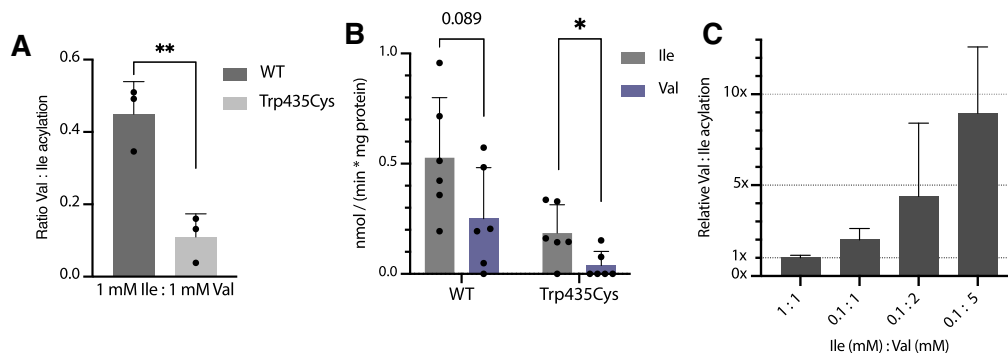 A
Ratio Val : Ile acylation
0.6
0.4
0.2
0.0
**
WT
Trp435Cys
1 mM Ile : 1 mM Val
B
nmol / (min * mg protein)
1.0
0.5
0.0
0.089
*
Ile
Val
WT
Trp435Cys
C
Relative Val : Ile acylation
10x
5x
1x
0x
1 : 1
0.1 : 1
0.1 : 2
0.1 : 5
Ile (mM) : Val (mM)